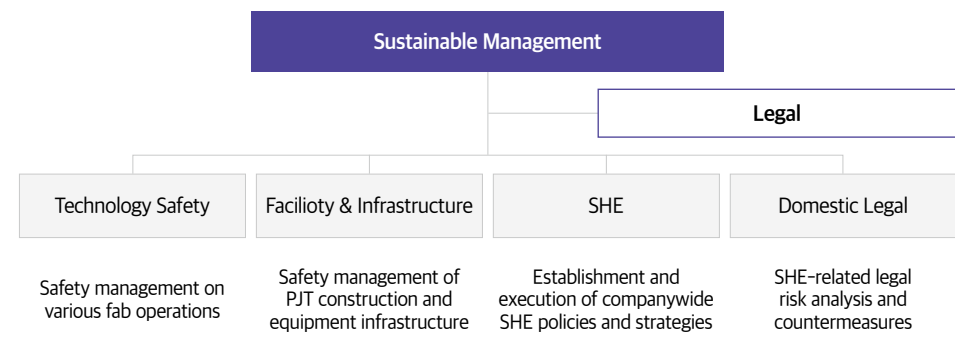 Sustainable Management
Legal
Technology Safety
Facilioty & Infrastructure
SHE
Domestic Legal
Safety management on
various fab operations
Safety management of
PJT construction and
equipment infrastructure
Establishment and
execution of companywide
SHE policies and strategies
SHE-related legal
risk analysis and
countermeasures